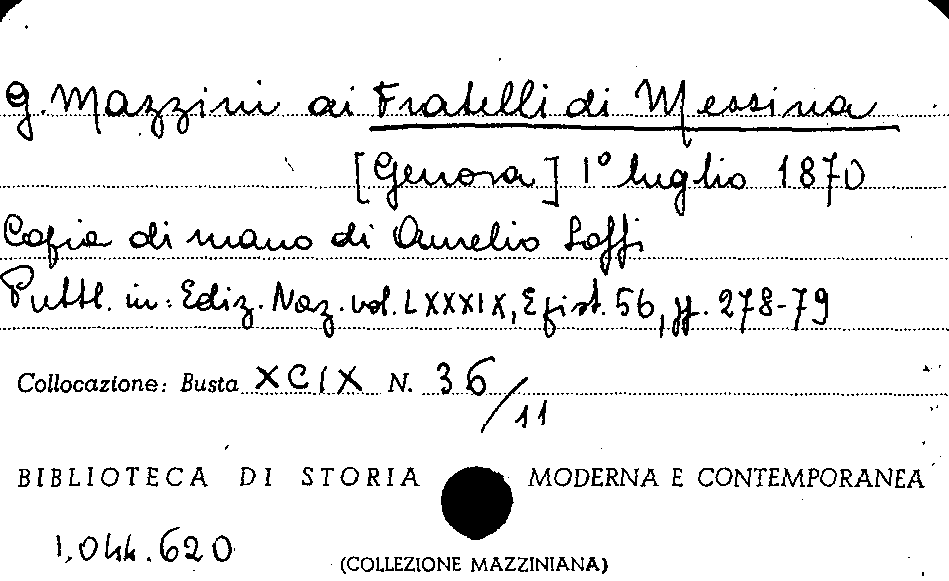 G. Mazzini ai Fratelli di Messina
[Genova] 1° luglio 1870
Copia di mano di Aurelio Saffi
Pubbl. in: Ediz. Naz. vol. LXXXIX, Epist. 56, pp. 278-79
Collocazione: Busta XCIX N. 36/11
BIBLIOTECA DI STORIA MODERNA E CONTEMPORANEA
1,044.620
(COLLEZIONE MAZZINIANA)